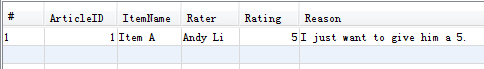 # ArticleID ItemName Rater Rating Reason
1 1 Item A Andy Li 5 I just want to give him a 5.